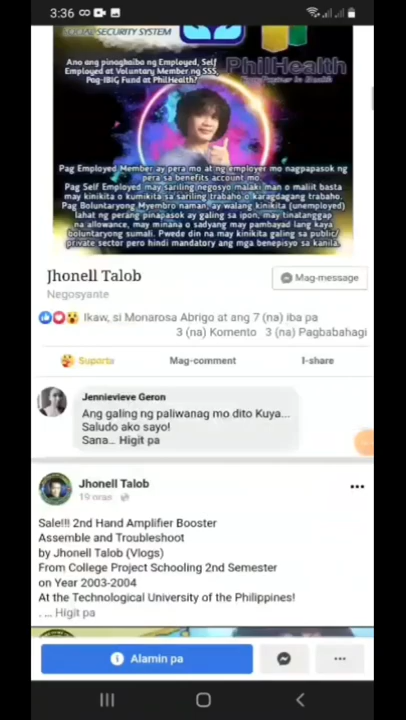 3:36
SOCIAL SECURITY SYSTEM
Ano ang pinagkaiba ng Employed, Self
Employed at Voluntary Member ng SSS,
Pag-IBIG Fund at PhilHealth?
PhilHealth
Your Partner in Health
Pag Employed Member ay pera mo at ng employer mo nagpapasok ng
pera sa benefits account mo.
Pag Self Employed may sariling negosyo malaki man o maliit basta
may kinikita o kumikita sa sariling trabaho o karagdagang trabaho.
Pag Boluntaryong Myembro naman, ay walang kinikita (unemployed)
lahat ng perang pinapasok ay galing sa ipon, may tinatanggap
na allowance, may minana o sadyang may pambayad lang kaya
boluntaryong sumali. Pwede din na may kinikita galing sa public/
private sector pero hindi mandatory ang mga benepisyo sa kanila.
Jhonell Talob
Negosyante
Mag-message
Ikaw, si Monarosa Abrigo at ang 7 (na) iba pa
3 (na) Komento 3 (na) Pagbabahagi
Suporta
Mag-comment
I-share
Jennievieve Geron
Ang galing ng paliwanag mo dito Kuya...
Saludo ako sayo!
Sana... Higit pa
Jhonell Talob
19 oras
Sale!!! 2nd Hand Amplifier Booster
Assemble and Troubleshoot
by Jhonell Talob (Vlogs)
From College Project Schooling 2nd Semester
on Year 2003-2004
At the Technological University of the Philippines!
. ... Higit pa
Alamin pa